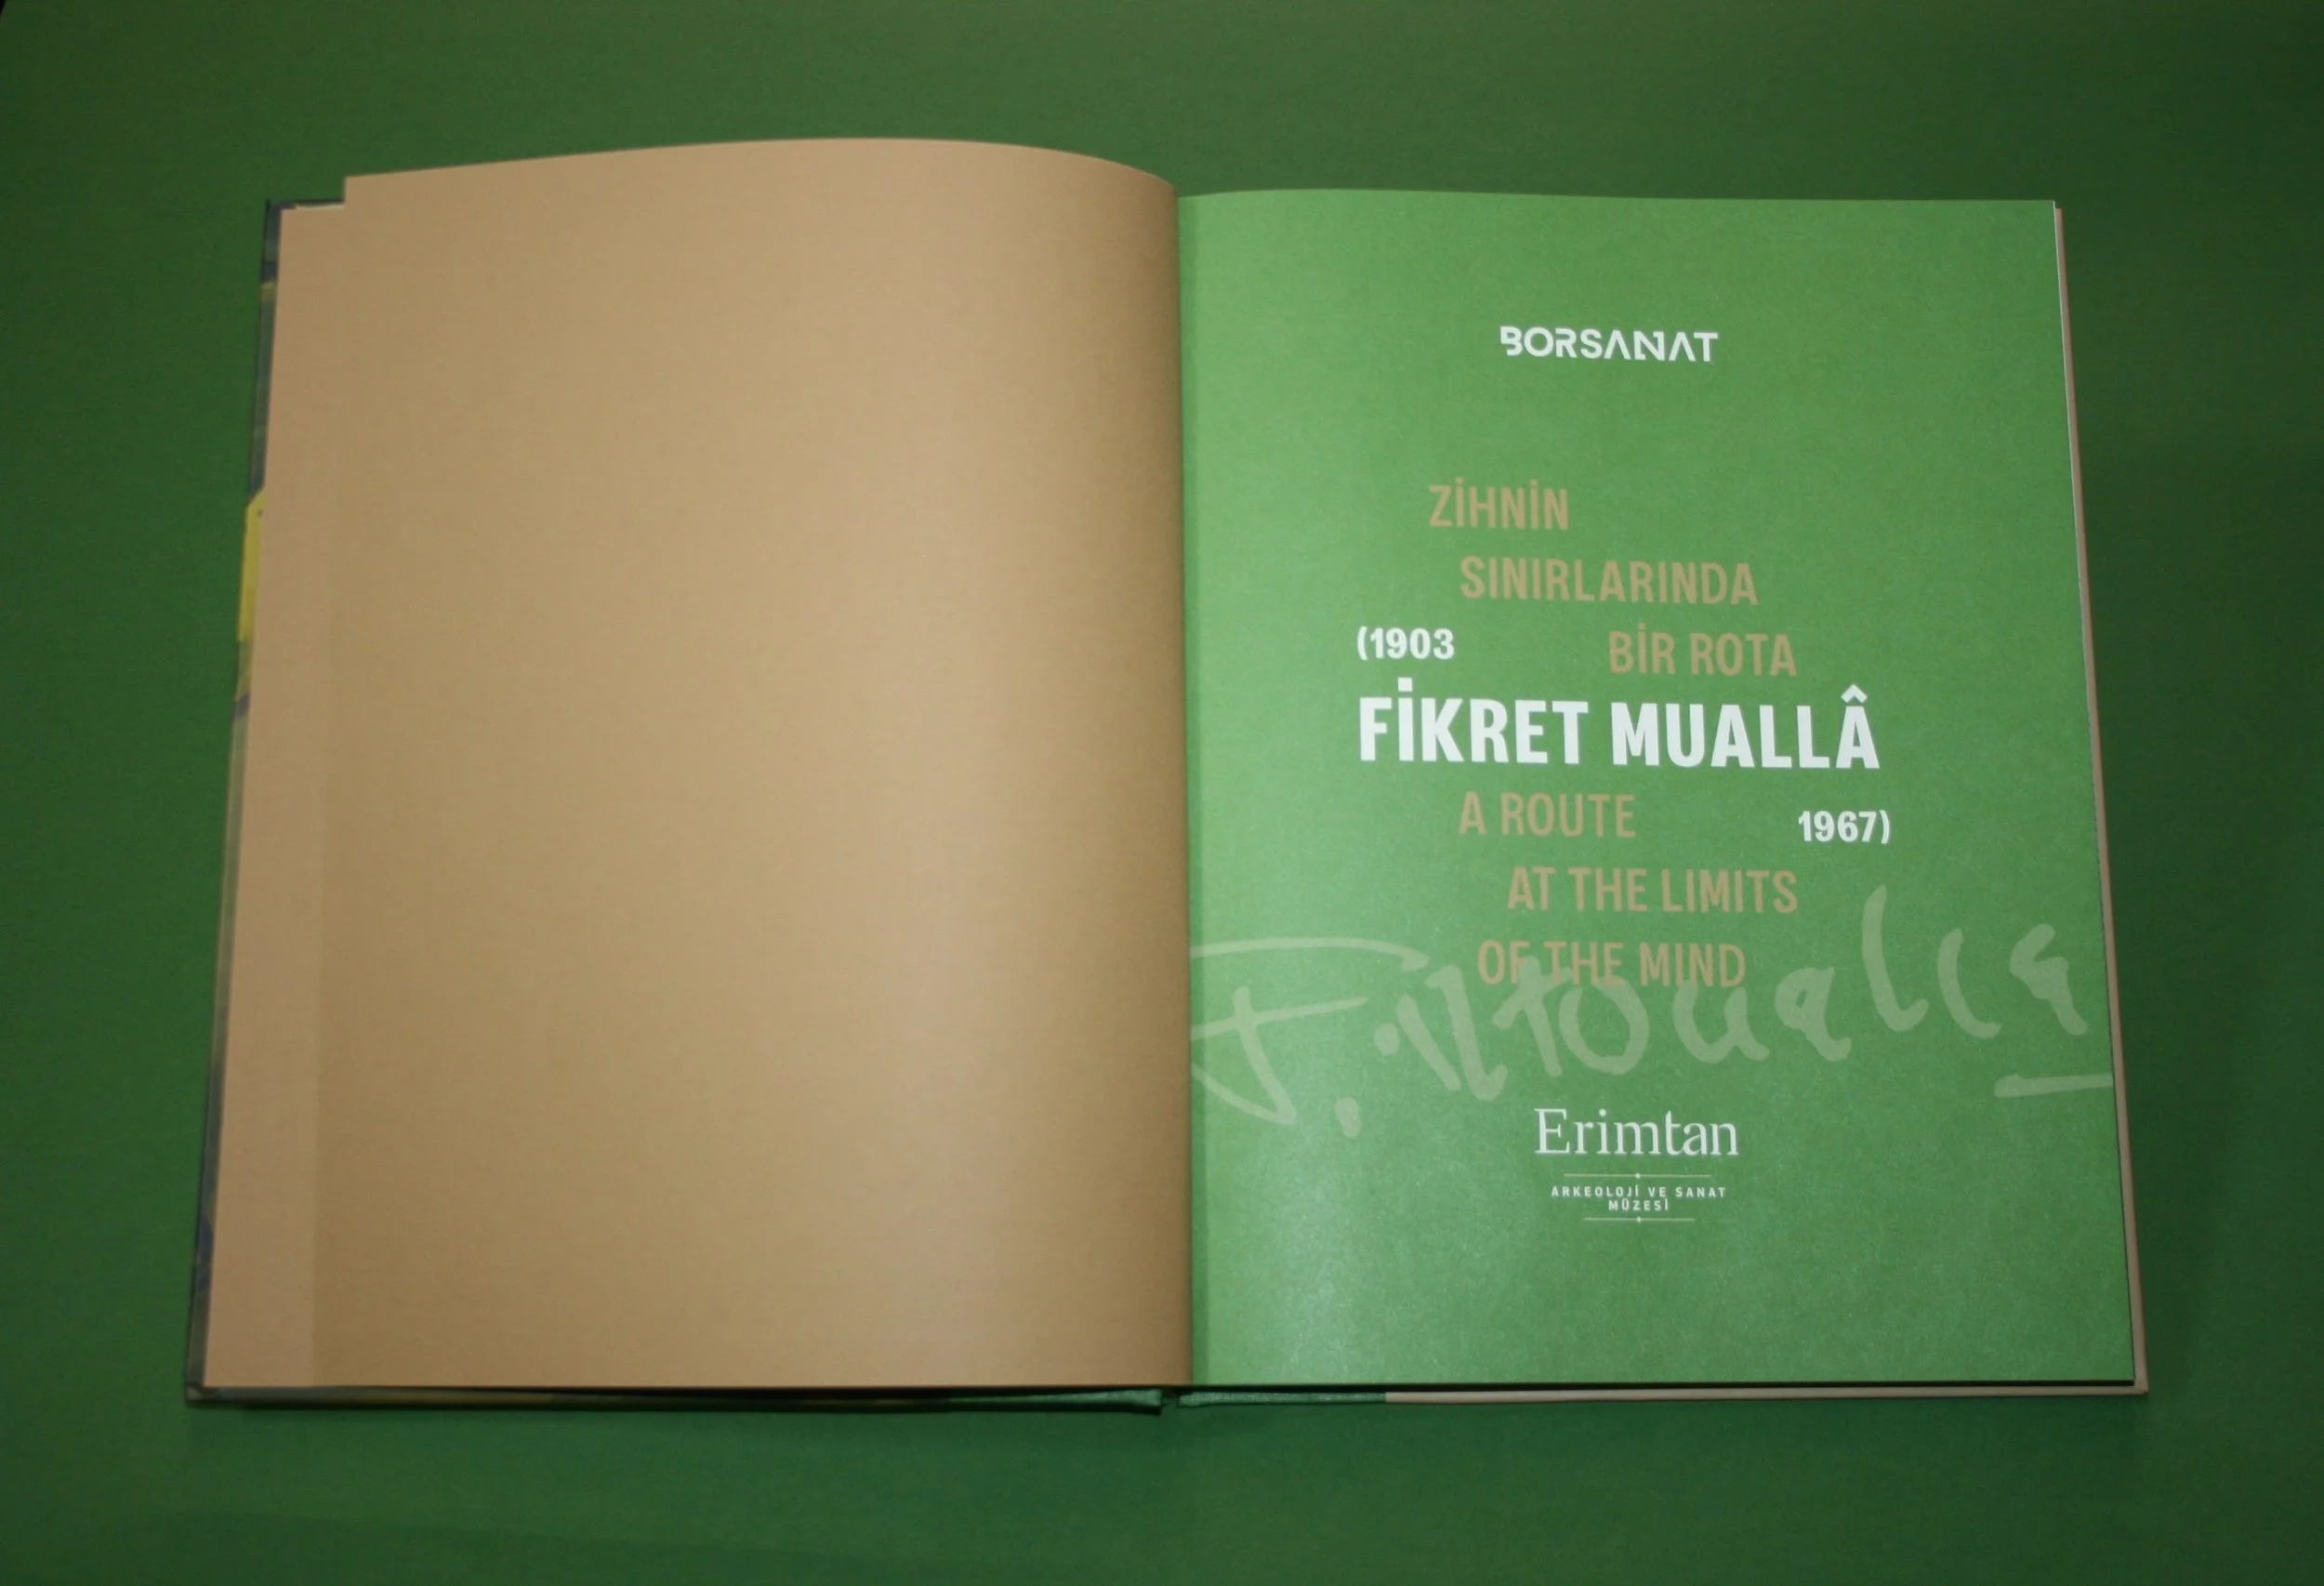 BORSANAT
ZİHNİN
SINIRLARINDA
(1903 BİR ROTA
FİKRET MUALLÂ
A ROUTE 1967)
AT THE LIMITS
OF THE MIND
Erimtan
ARKEOLOJİ VE SANAT
MÜZESİ